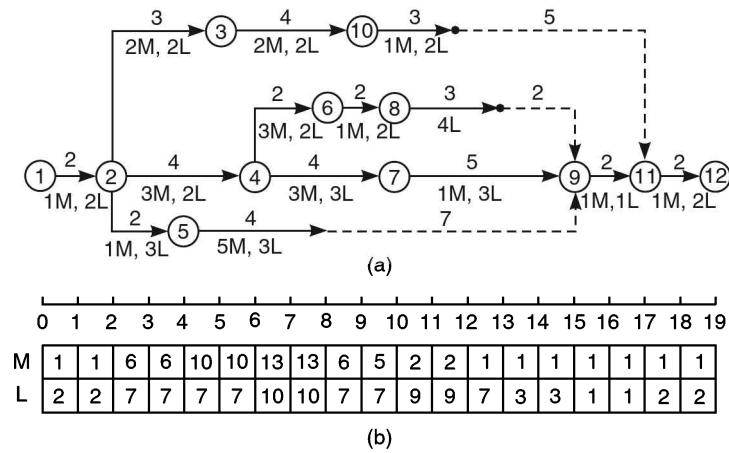 3 4 3 5
3 10
2M, 2L 2M, 2L 1M, 2L
2 2 3 2
6 8
3M, 2L 1M, 2L 4L
2 4 4 5 2 2
1 2 4 7 9 11 12
1M, 2L 3M, 2L 3M, 3L 1M, 3L 1M,1L 1M, 2L
2 4 7
5
1M, 3L 5M, 3L
(a)
0 1 2 3 4 5 6 7 8 9 10 11 12 13 14 15 16 17 18 19
M 1 1 6 6 10 10 13 13 6 5 2 2 1 1 1 1 1 1 1
L 2 2 7 7 7 7 10 10 7 7 9 9 7 3 3 1 1 2 2
(b)